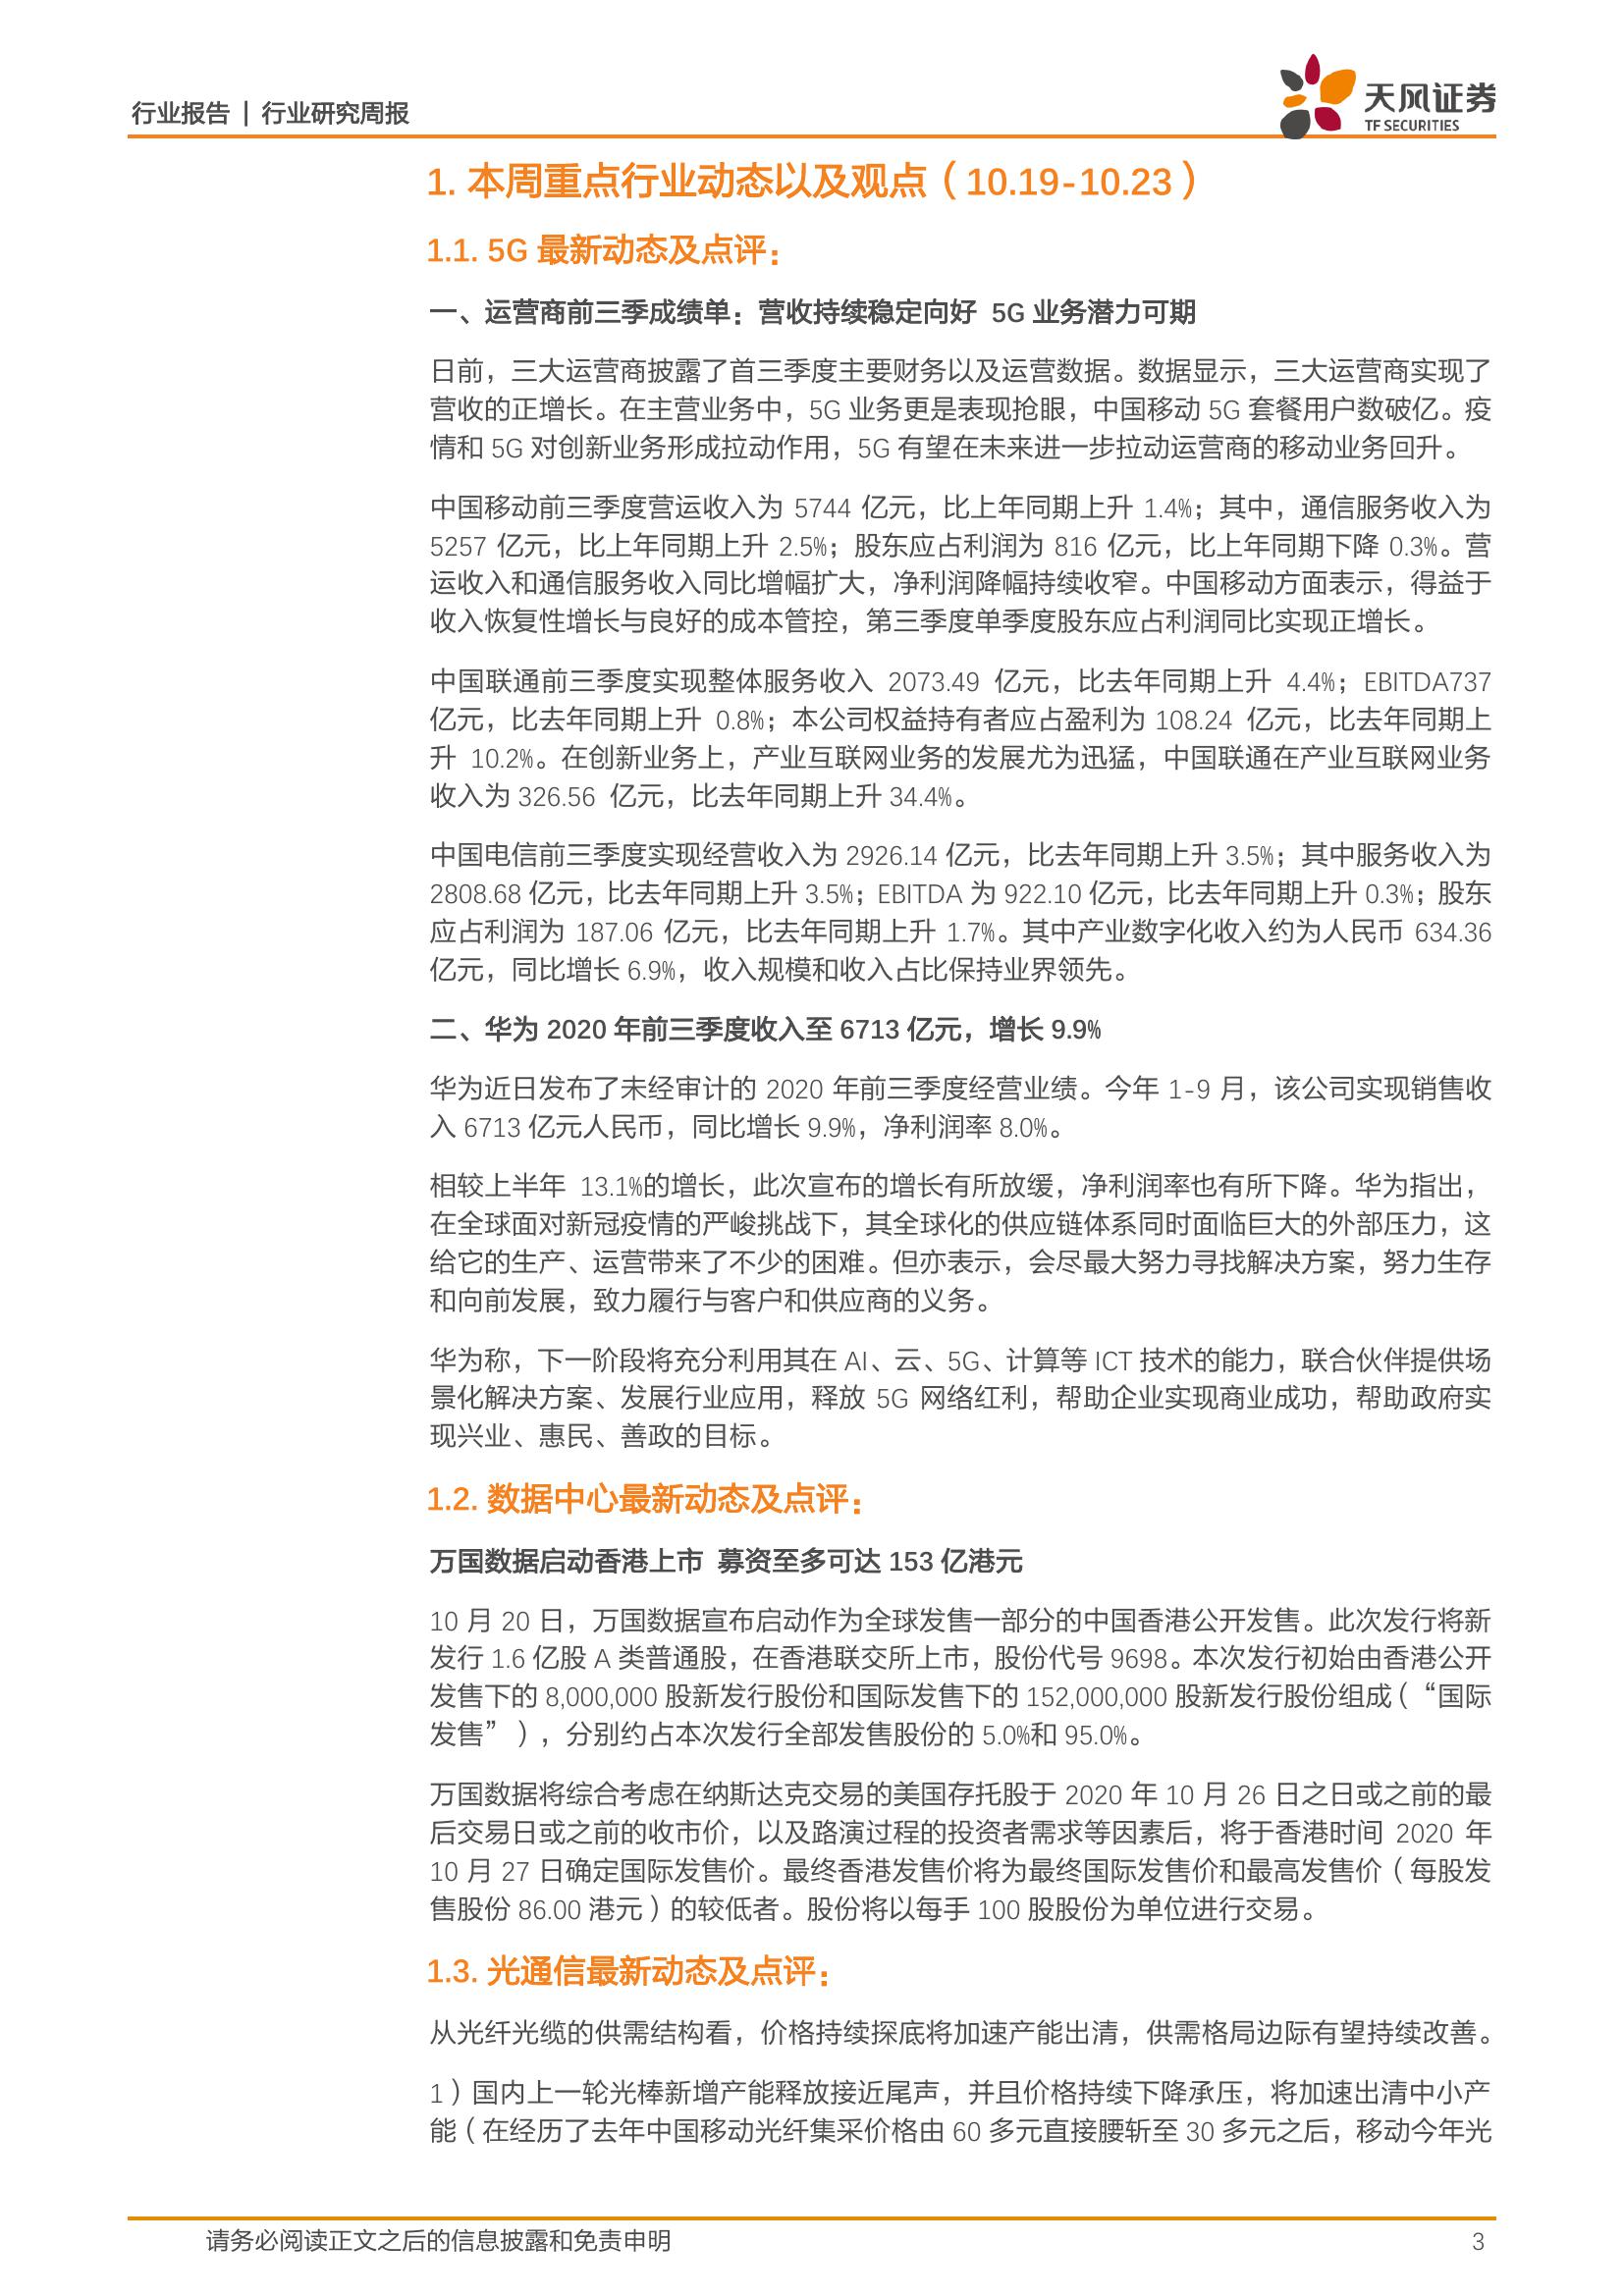 行业报告 | 行业研究周报
天风证券
TF SECURITIES
1. 本周重点行业动态以及观点（10.19-10.23）
1.1. 5G 最新动态及点评：
一、运营商前三季成绩单：营收持续稳定向好 5G 业务潜力可期
日前，三大运营商披露了首三季度主要财务以及运营数据。数据显示，三大运营商实现了
营收的正增长。在主营业务中，5G 业务更是表现抢眼，中国移动 5G 套餐用户数破亿。疫
情和 5G 对创新业务形成拉动作用，5G 有望在未来进一步拉动运营商的移动业务回升。
中国移动前三季度营运收入为 5744 亿元，比上年同期上升 1.4%；其中，通信服务收入为
5257 亿元，比上年同期上升 2.5%；股东应占利润为 816 亿元，比上年同期下降 0.3%。营
运收入和通信服务收入同比增幅扩大，净利润降幅持续收窄。中国移动方面表示，得益于
收入恢复性增长与良好的成本管控，第三季度单季度股东应占利润同比实现正增长。
中国联通前三季度实现整体服务收入 2073.49 亿元，比去年同期上升 4.4%；EBITDA737
亿元，比去年同期上升 0.8%；本公司权益持有者应占盈利为 108.24 亿元，比去年同期上
升 10.2%。在创新业务上，产业互联网业务的发展尤为迅猛，中国联通在产业互联网业务
收入为 326.56 亿元，比去年同期上升 34.4%。
中国电信前三季度实现经营收入为 2926.14 亿元，比去年同期上升 3.5%；其中服务收入为
2808.68 亿元，比去年同期上升 3.5%；EBITDA 为 922.10 亿元，比去年同期上升 0.3%；股东
应占利润为 187.06 亿元，比去年同期上升 1.7%。其中产业数字化收入约为人民币 634.36
亿元，同比增长 6.9%，收入规模和收入占比保持业界领先。
二、华为 2020 年前三季度收入至 6713 亿元，增长 9.9%
华为近日发布了未经审计的 2020 年前三季度经营业绩。今年 1-9 月，该公司实现销售收
入 6713 亿元人民币，同比增长 9.9%，净利润率 8.0%。
相较上半年 13.1%的增长，此次宣布的增长有所放缓，净利润率也有所下降。华为指出，
在全球面对新冠疫情的严峻挑战下，其全球化的供应链体系同时面临巨大的外部压力，这
给它的生产、运营带来了不少的困难。但亦表示，会尽最大努力寻找解决方案，努力生存
和向前发展，致力履行与客户和供应商的义务。
华为称，下一阶段将充分利用其在 AI、云、5G、计算等 ICT 技术的能力，联合伙伴提供场
景化解决方案、发展行业应用，释放 5G 网络红利，帮助企业实现商业成功，帮助政府实
现兴业、惠民、善政的目标。
1.2. 数据中心最新动态及点评：
万国数据启动香港上市 募资至多可达 153 亿港元
10 月 20 日，万国数据宣布启动作为全球发售一部分的中国香港公开发售。此次发行将新
发行 1.6 亿股 A 类普通股，在香港联交所上市，股份代号 9698。本次发行初始由香港公开
发售下的 8,000,000 股新发行股份和国际发售下的 152,000,000 股新发行股份组成（“国际
发售”），分别约占本次发行全部发售股份的 5.0%和 95.0%。
万国数据将综合考虑在纳斯达克交易的美国存托股于 2020 年 10 月 26 日之日或之前的最
后交易日或之前的收市价，以及路演过程的投资者需求等因素后，将于香港时间 2020 年
10 月 27 日确定国际发售价。最终香港发售价将为最终国际发售价和最高发售价（每股发
售股份 86.00 港元）的较低者。股份将以每手 100 股股份为单位进行交易。
1.3. 光通信最新动态及点评：
从光纤光缆的供需结构看，价格持续探底将加速产能出清，供需格局边际有望持续改善。
1）国内上一轮光棒新增产能释放接近尾声，并且价格持续下降承压，将加速出清中小产
能（在经历了去年中国移动光纤集采价格由 60 多元直接腰斩至 30 多元之后，移动今年光
请务必阅读正文之后的信息披露和免责申明
3